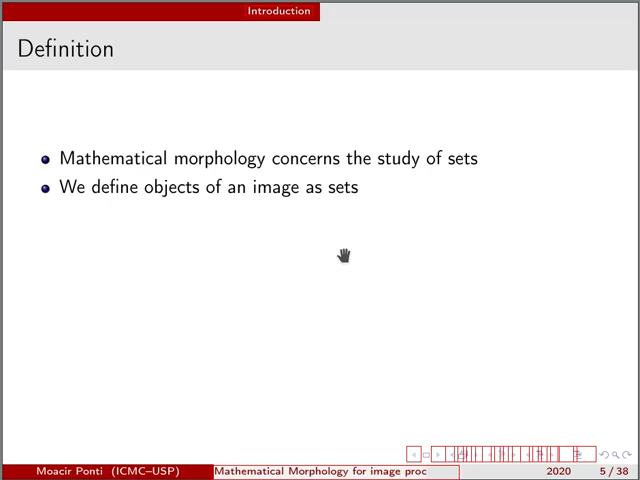 Introduction
Definition
Mathematical morphology concerns the study of sets
We define objects of an image as sets
Moacir Ponti (ICMC–USP)
Mathematical Morphology for image proc
2020
5 / 38